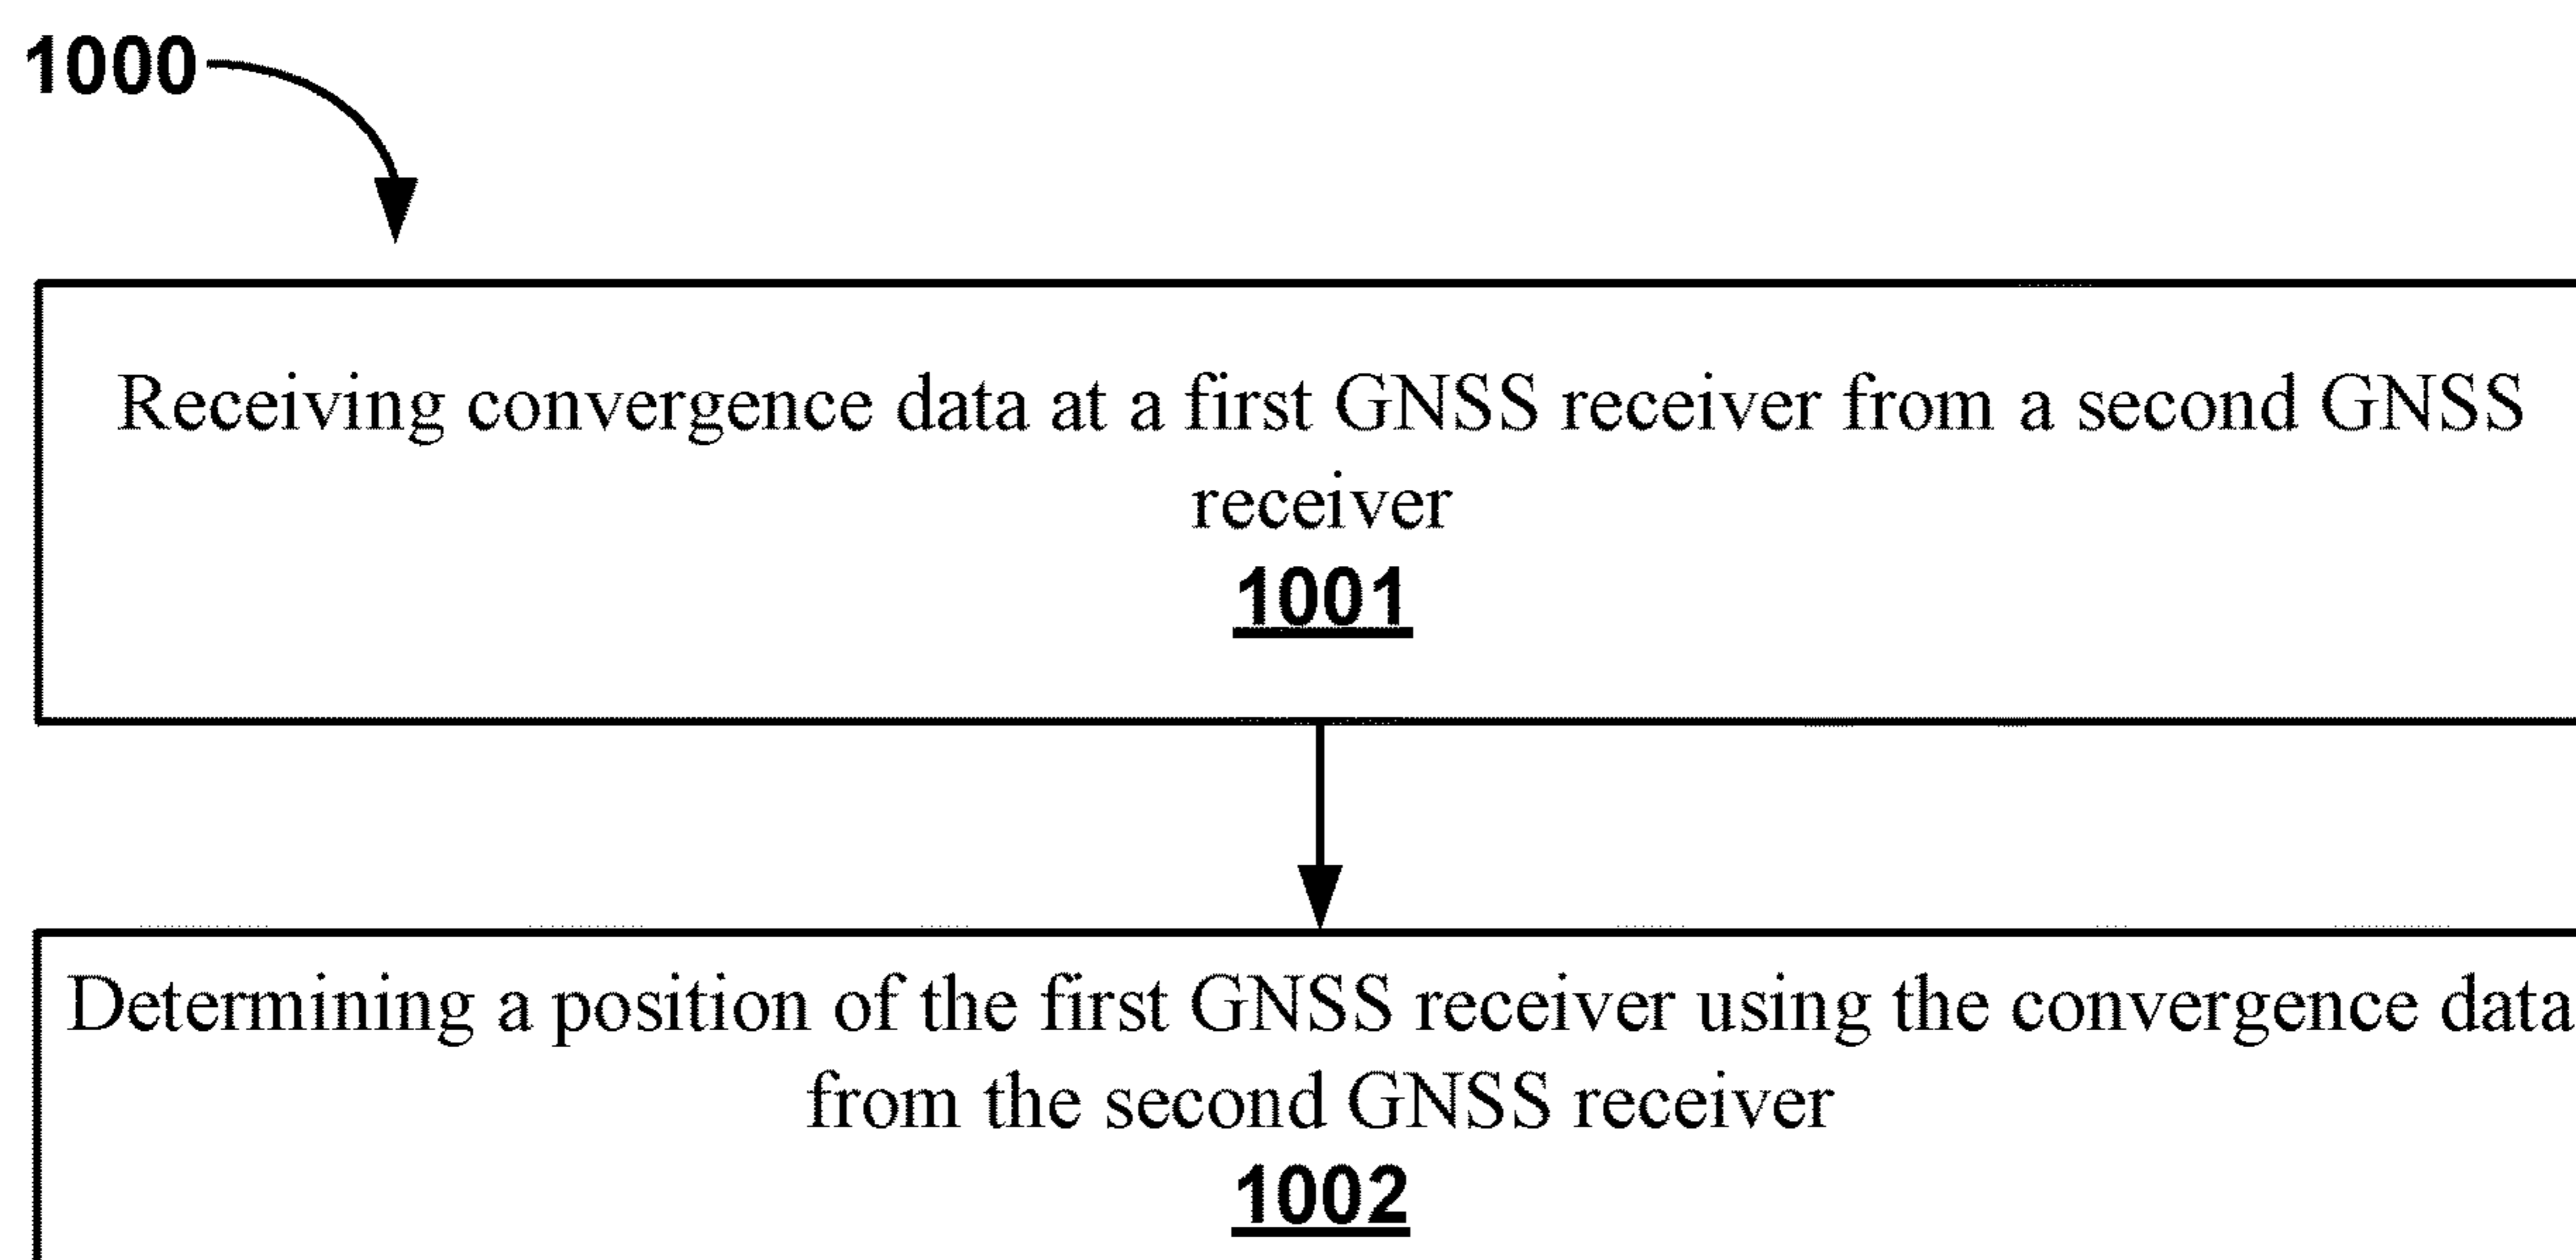 1000
Receiving convergence data at a first GNSS receiver from a second GNSS
receiver
1001
Determining a position of the first GNSS receiver using the convergence data
from the second GNSS receiver
1002